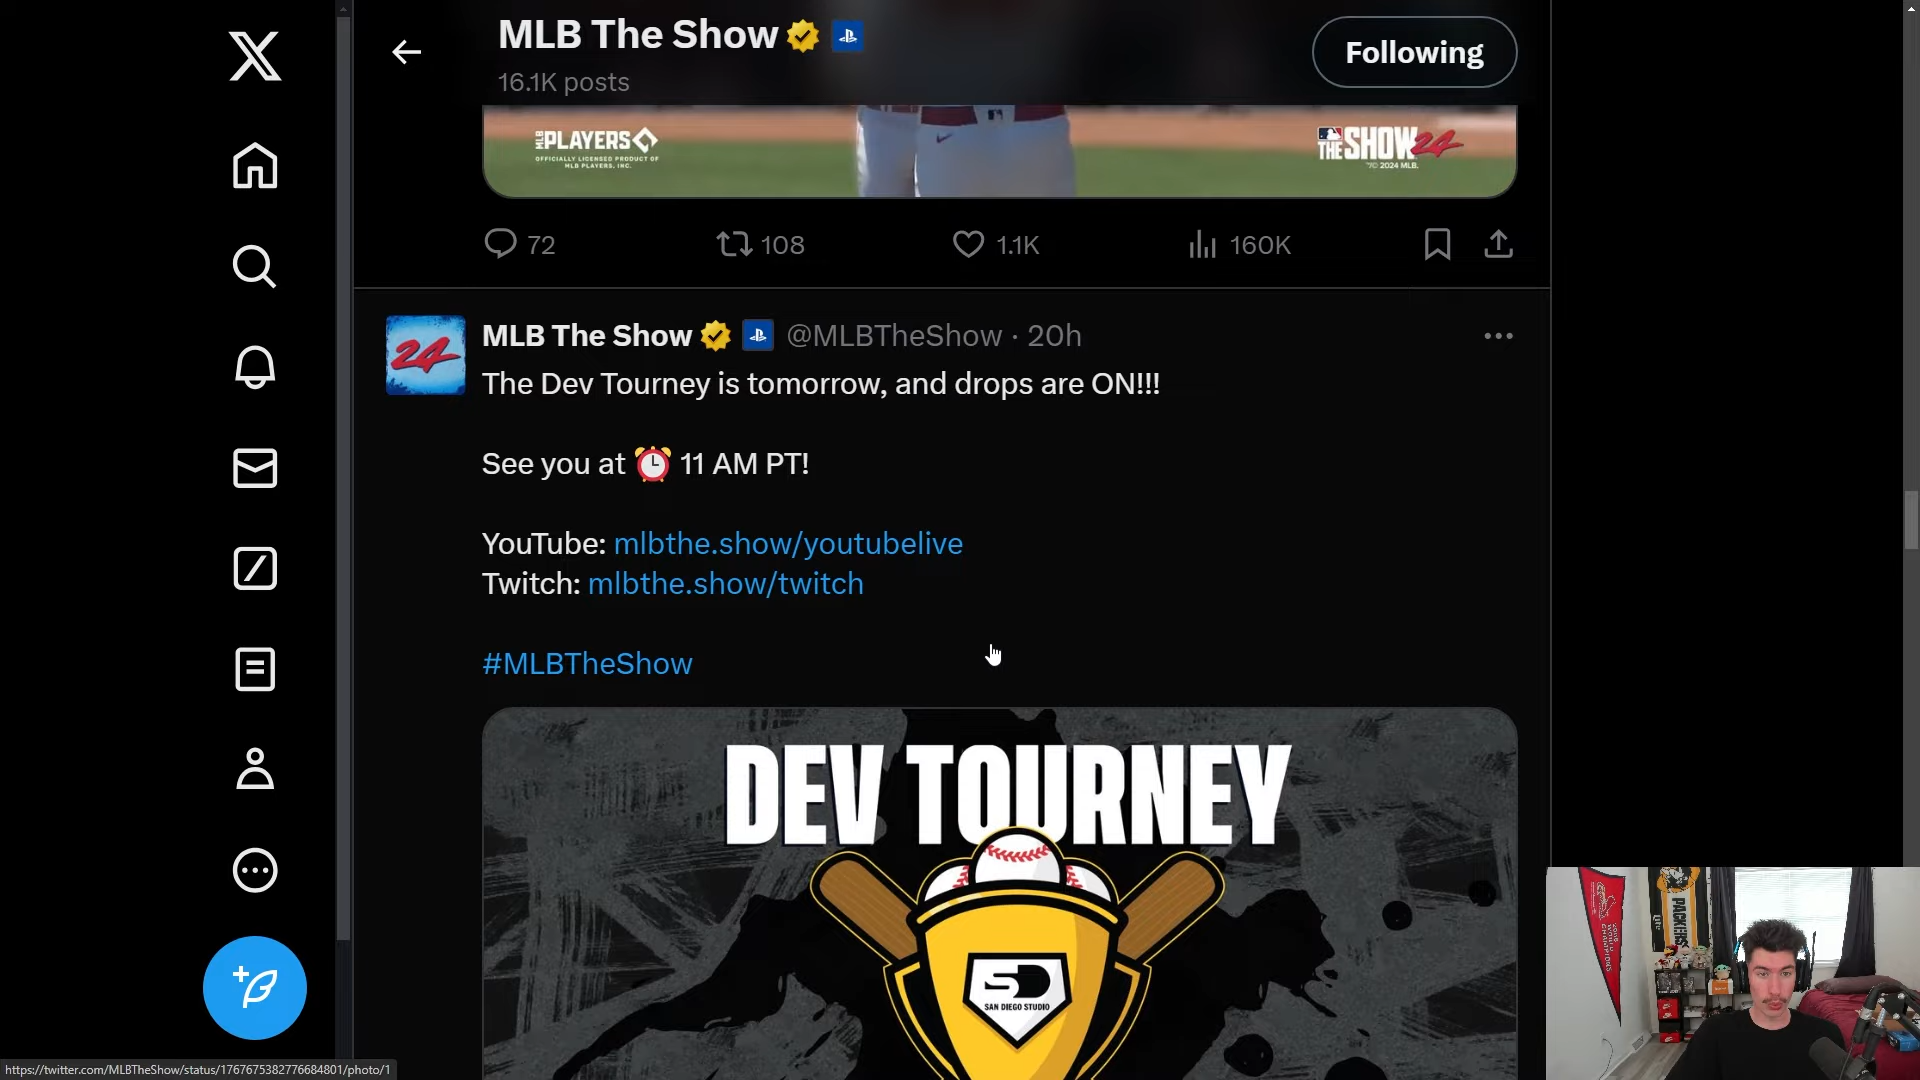 MLB The Show
16.1K posts
Following
MLB PLAYERS
OFFICIALLY LICENSED PRODUCT OF
MLB PLAYERS, INC.
THE SHOW 24
72
108
1.1K
160K
MLB The Show @MLBTheShow · 20h
24
The Dev Tourney is tomorrow, and drops are ON!!!
See you at 11 AM PT!
YouTube: mlbthe.show/youtubelive
Twitch: mlbthe.show/twitch
#MLBTheShow
DEV TOURNEY
SD
SAN DIEGO STUDIO
PACKERS
https://twitter.com/MLBTheShow/status/1767675382776684801/photo/1